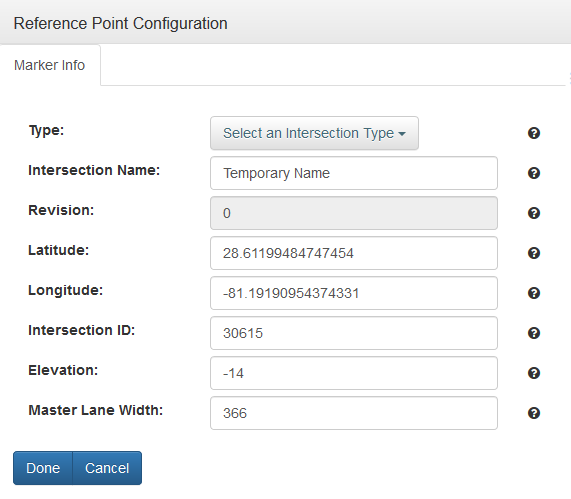 Reference Point Configuration
Marker Info
Type: Select an Intersection Type
Intersection Name: Temporary Name
Revision: 0
Latitude: 28.61199484747454
Longitude: -81.19190954374331
Intersection ID: 30615
Elevation: -14
Master Lane Width: 366
Done Cancel